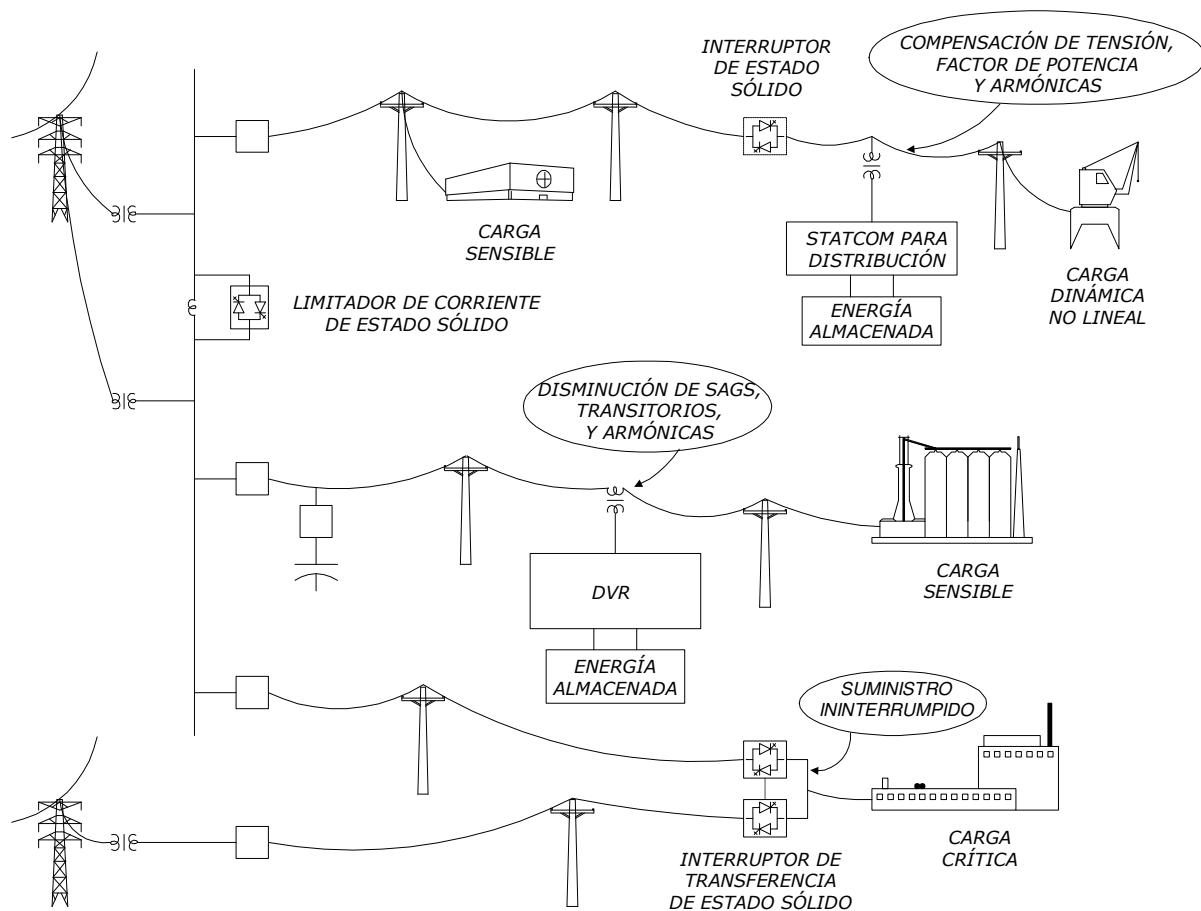 INTERRUPTOR
DE ESTADO
SÓLIDO
COMPENSACIÓN DE TENSIÓN,
FACTOR DE POTENCIA
Y ARMÓNICAS
CARGA
SENSIBLE
STATCOM PARA
DISTRIBUCIÓN
ENERGÍA
ALMACENADA
CARGA
DINÁMICA
NO LINEAL
LIMITADOR DE CORRIENTE
DE ESTADO SÓLIDO
DISMINUCIÓN DE SAGS,
TRANSITORIOS,
Y ARMÓNICAS
DVR
ENERGÍA
ALMACENADA
CARGA
SENSIBLE
SUMINISTRO
ININTERRUMPIDO
INTERRUPTOR DE
TRANSFERENCIA
DE ESTADO SÓLIDO
CARGA
CRÍTICA